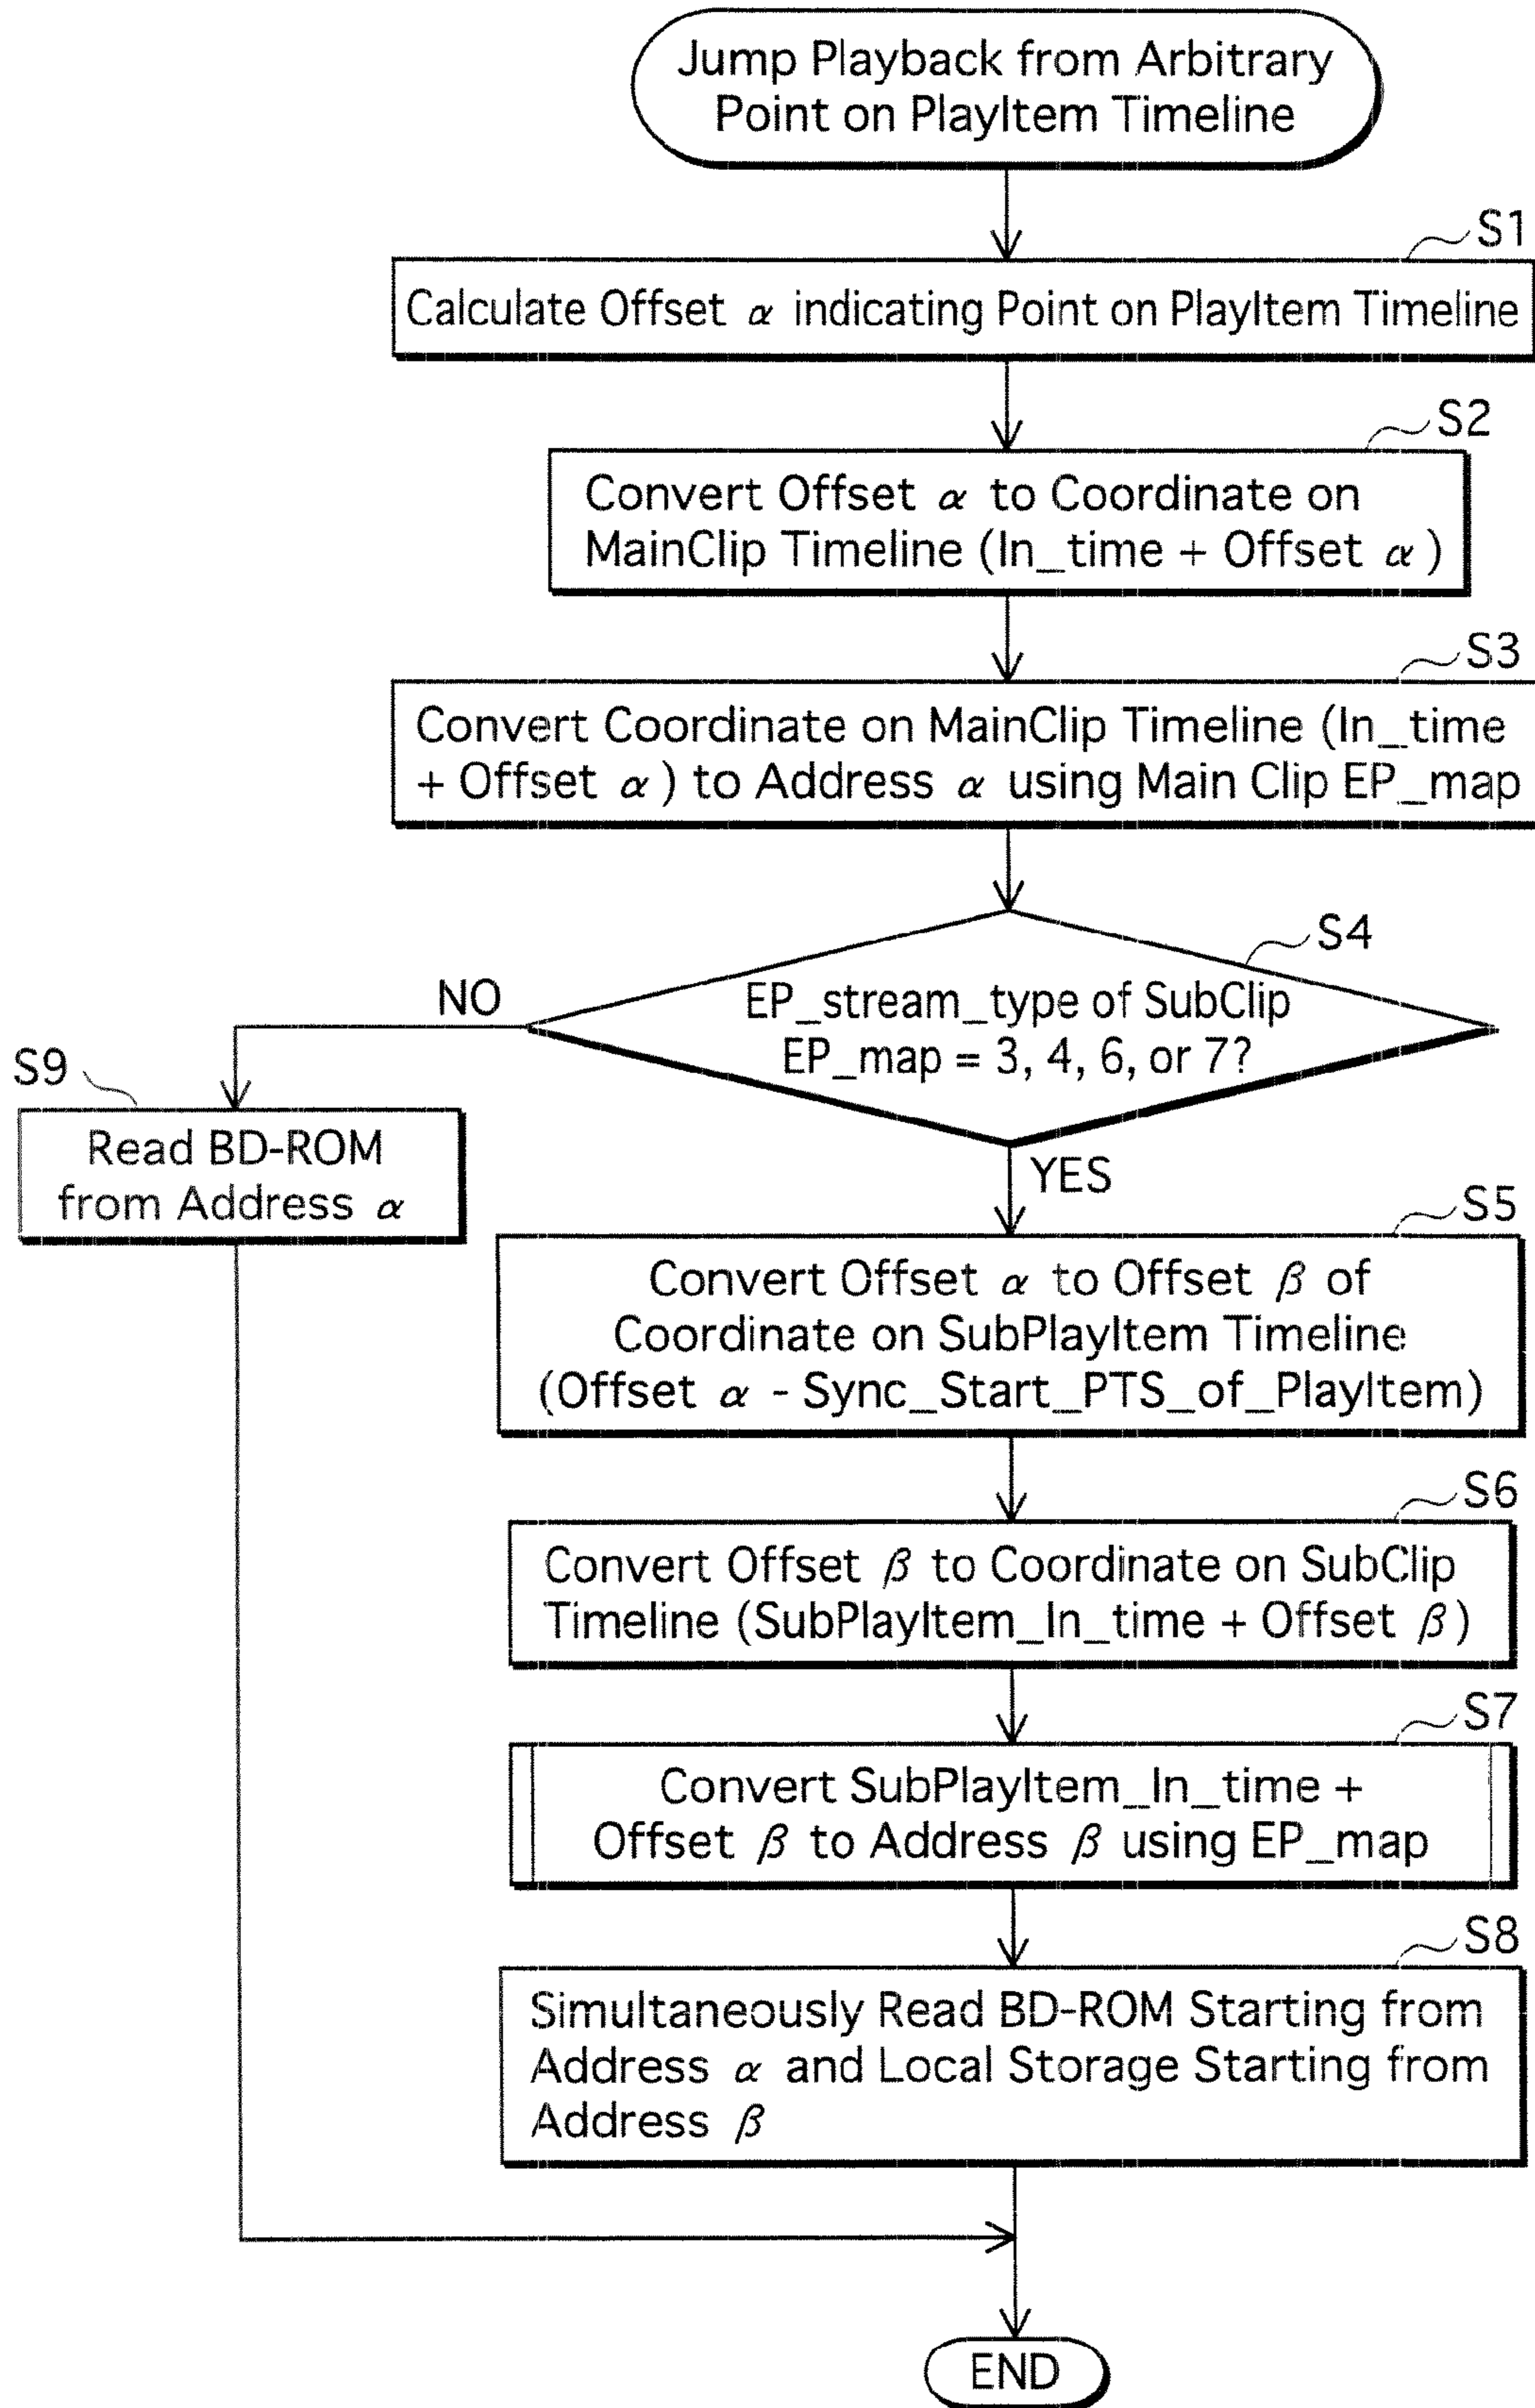 Jump Playback from Arbitrary
Point on PlayItem Timeline
S1
Calculate Offset α indicating Point on PlayItem Timeline
S2
Convert Offset α to Coordinate on
MainClip Timeline (In_time + Offset α)
S3
Convert Coordinate on MainClip Timeline (In_time
+ Offset α) to Address α using Main Clip EP_map
S4
EP_stream_type of SubClip
EP_map = 3, 4, 6, or 7?
NO
S9
Read BD-ROM
from Address α
YES
S5
Convert Offset α to Offset β of
Coordinate on SubPlayItem Timeline
(Offset α - Sync_Start_PTS_of_PlayItem)
S6
Convert Offset β to Coordinate on SubClip
Timeline (SubPlayItem_In_time + Offset β)
S7
Convert SubPlayItem_In_time +
Offset β to Address β using EP_map
S8
Simultaneously Read BD-ROM Starting from
Address α and Local Storage Starting from
Address β
END